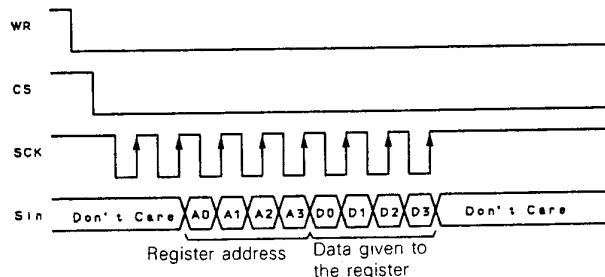 WR
CS
SCK
Sin Don't Care A0 A1 A2 A3 D0 D1 D2 D3 Don't Care
Register address Data given to
the register